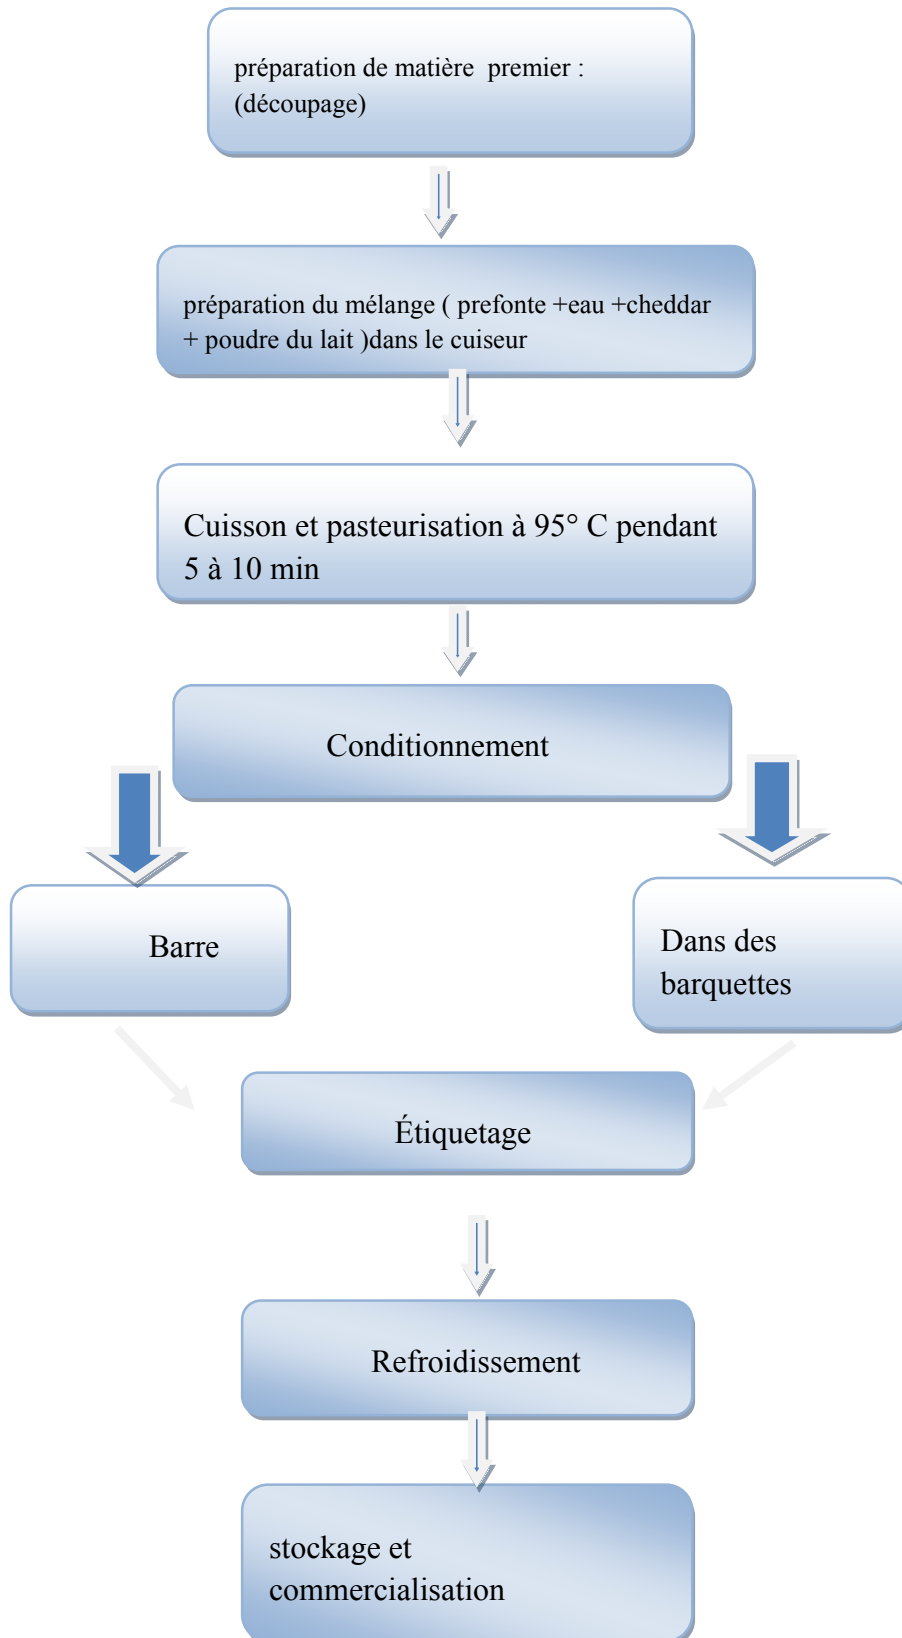 préparation de matière premier :
(découpage)
préparation du mélange ( prefonte +eau +cheddar
+ poudre du lait )dans le cuiseur
Cuisson et pasteurisation à 95° C pendant
5 à 10 min
Conditionnement
Barre
Dans des
barquettes
Étiquetage
Refroidissement
stockage et
commercialisation